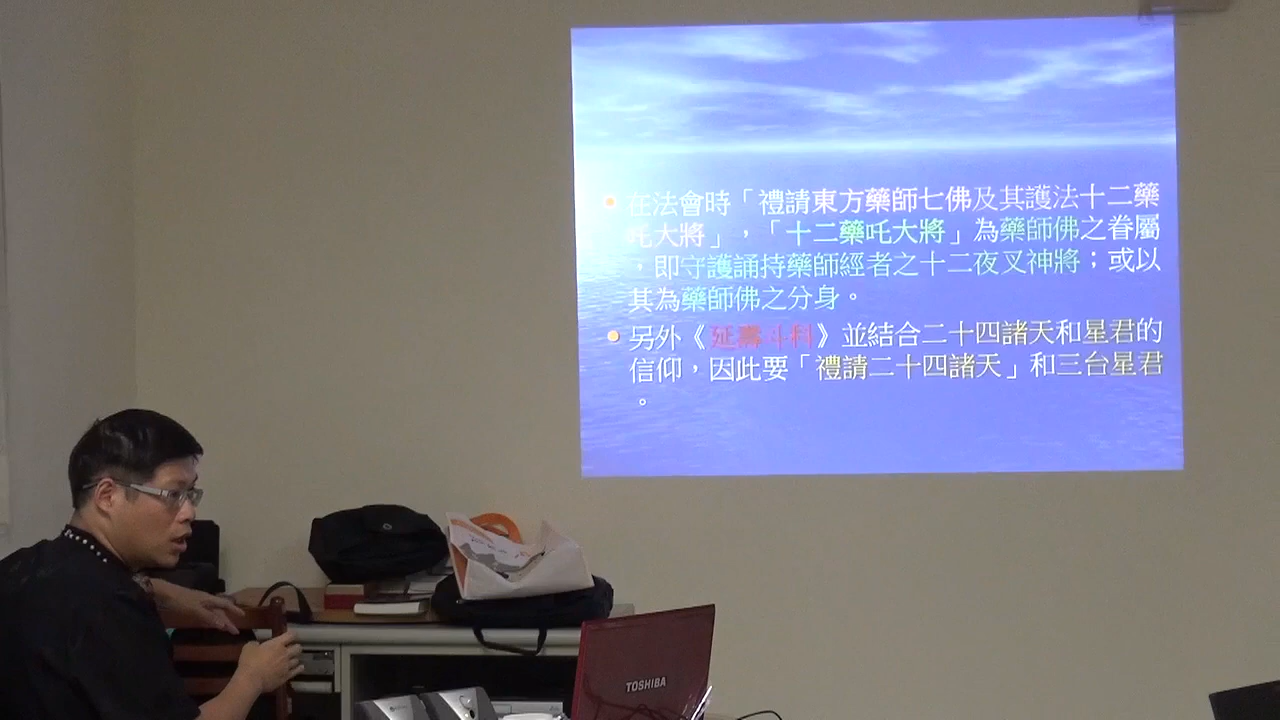 在法會時「禮請東方藥師七佛及其護法十二藥
吒大將」，「十二藥吒大將」為藥師佛之眷屬
，即守護誦持藥師經者之十二夜叉神將；或以
其為藥師佛之分身。
另外《延壽斗科》並結合二十四諸天和星君的
信仰，因此要「禮請二十四諸天」和三台星君
。
TOSHIBA